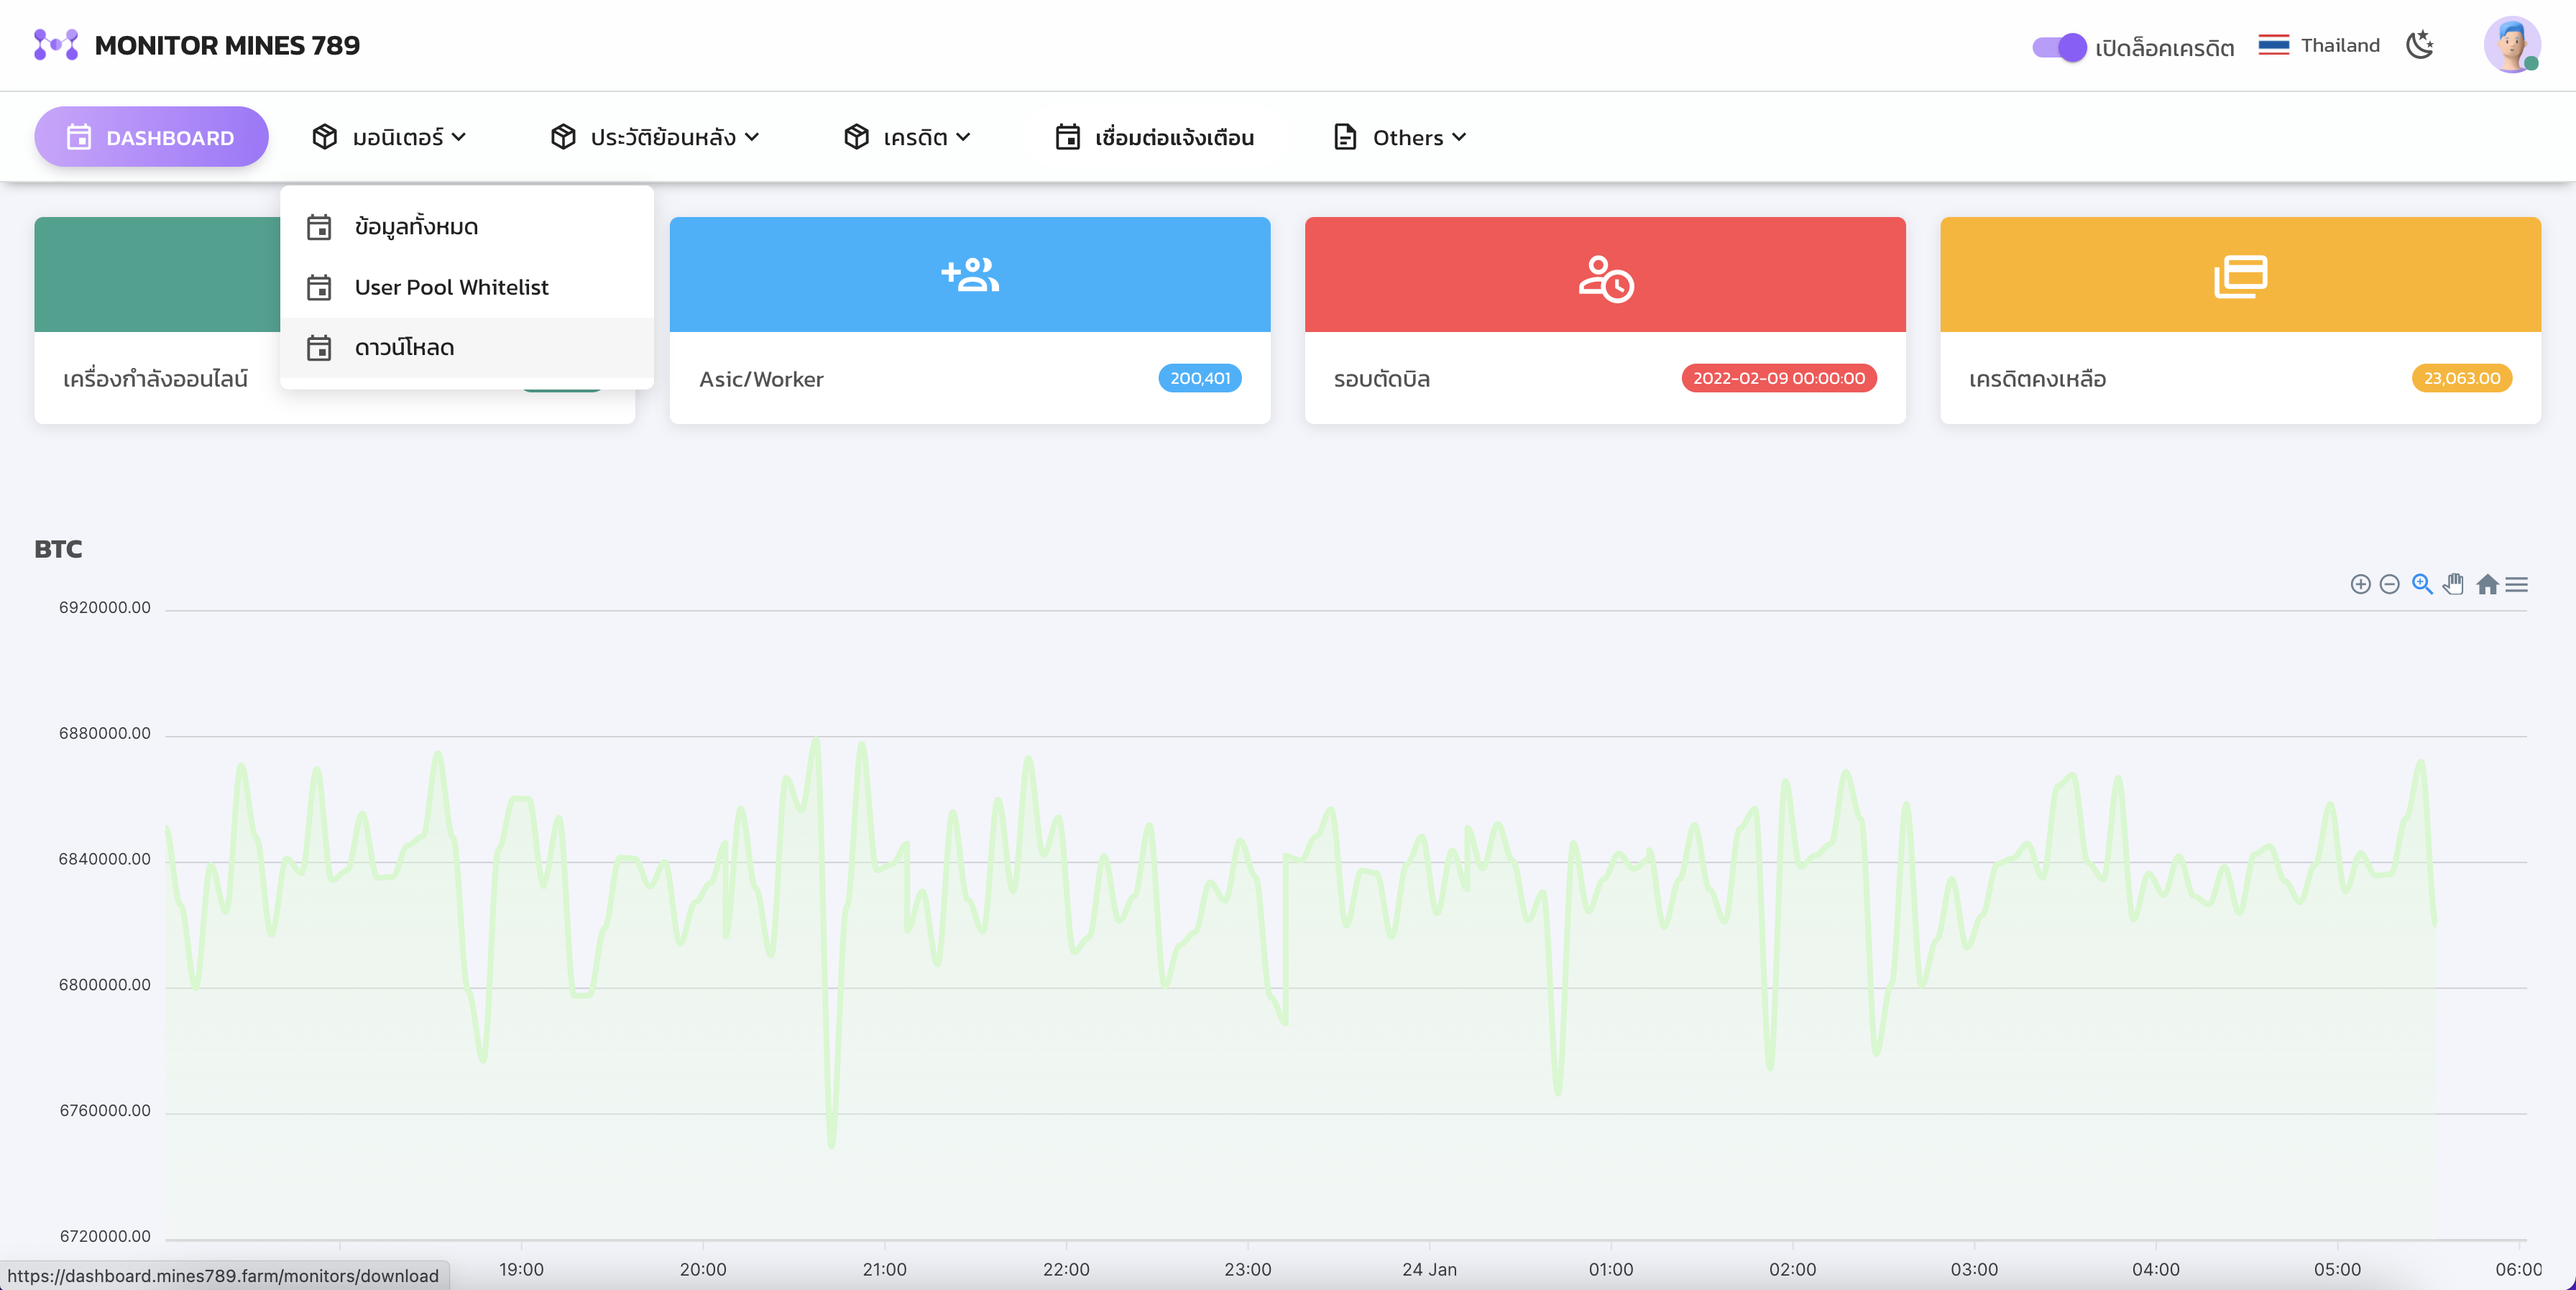 MONITOR MINES 789
เปิดล็อคเครดิต
Thailand
DASHBOARD
มอนิเตอร์
ประวัติย้อนหลัง
เครดิต
เชื่อมต่อแจ้งเตือน
Others
ข้อมูลทั้งหมด
User Pool Whitelist
ดาวน์โหลด
เครื่องกำลังออนไลน์
Asic/Worker
200,401
รอบตัดบิล
2022-02-09 00:00:00
เครดิตคงเหลือ
23,063.00
BTC
6920000.00
6880000.00
6840000.00
6800000.00
6760000.00
6720000.00
19:00
20:00
21:00
22:00
23:00
24 Jan
01:00
02:00
03:00
04:00
05:00
06:00
https://dashboard.mines789.farm/monitors/download